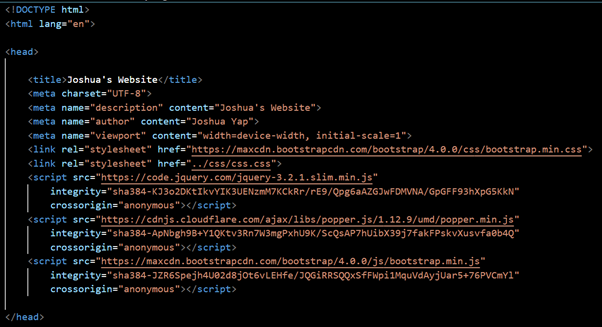 <!DOCTYPE html>
<html lang="en">
<head>
<title>Joshua's Website</title>
<meta charset="UTF-8">
<meta name="description" content="Joshua's Website">
<meta name="author" content="Joshua Yap">
<meta name="viewport" content="width=device-width, initial-scale=1">
<link rel="stylesheet" href="https://maxcdn.bootstrapcdn.com/bootstrap/4.0.0/css/bootstrap.min.css">
<link rel="stylesheet" href="../css/css.css">
<script src="https://code.jquery.com/jquery-3.2.1.slim.min.js"
integrity="sha384-KJ3o2DKtIkvYIK3UENzmM7KCkRr/rE9/Qpg6aAZGJwFDMVNA/GpGFF93hXpG5KkN"
crossorigin="anonymous"></script>
<script src="https://cdnjs.cloudflare.com/ajax/libs/popper.js/1.12.9/umd/popper.min.js"
integrity="sha384-ApNbgh9B+Y1QKtv3Rn7W3mgPxhU9K/ScQsAP7hUibX39j7fakFPskvXusvfa0b4Q"
crossorigin="anonymous"></script>
<script src="https://maxcdn.bootstrapcdn.com/bootstrap/4.0.0/js/bootstrap.min.js"
integrity="sha384-JZR6Spejh4U02d8jOt6vLEHfe/JQGiRRSQQxSfFWpi1MquVdAyjUar5+76PVCmYl"
crossorigin="anonymous"></script>
</head>